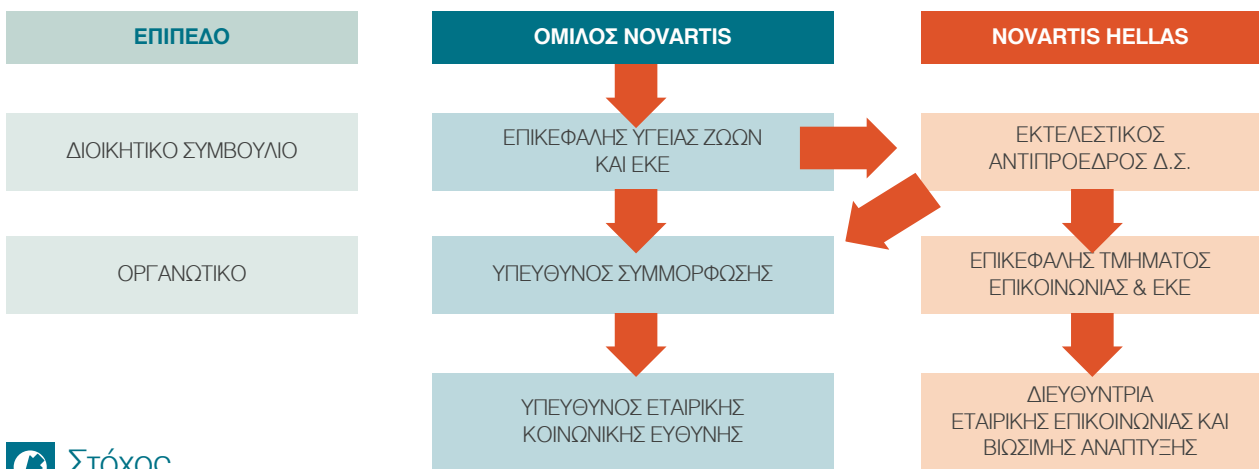 ΕΠΙΠΕΔΟ
ΟΜΙΛΟΣ NOVARTIS
NOVARTIS HELLAS
ΔΙΟΙΚΗΤΙΚΟ ΣΥΜΒΟΥΛΙΟ
ΕΠΙΚΕΦΑΛΗΣ ΥΓΕΙΑΣ ΖΩΩΝ
ΚΑΙ ΕΚΕ
ΕΚΤΕΛΕΣΤΙΚΟΣ
ΑΝΤΙΠΡΟΕΔΡΟΣ Δ.Σ.
ΟΡΓΑΝΩΤΙΚΟ
ΥΠΕΥΘΥΝΟΣ ΣΥΜΜΟΡΦΩΣΗΣ
ΕΠΙΚΕΦΑΛΗΣ ΤΜΗΜΑΤΟΣ
ΕΠΙΚΟΙΝΩΝΙΑΣ & ΕΚΕ
ΥΠΕΥΘΥΝΟΣ ΕΤΑΙΡΙΚΗΣ
ΚΟΙΝΩΝΙΚΗΣ ΕΥΘΥΝΗΣ
ΔΙΕΥΘΥΝΤΡΙΑ
ΕΤΑΙΡΙΚΗΣ ΕΠΙΚΟΙΝΩΝΙΑΣ ΚΑΙ
ΒΙΩΣΙΜΗΣ ΑΝΑΠΤΥΞΗΣ
Στόχος